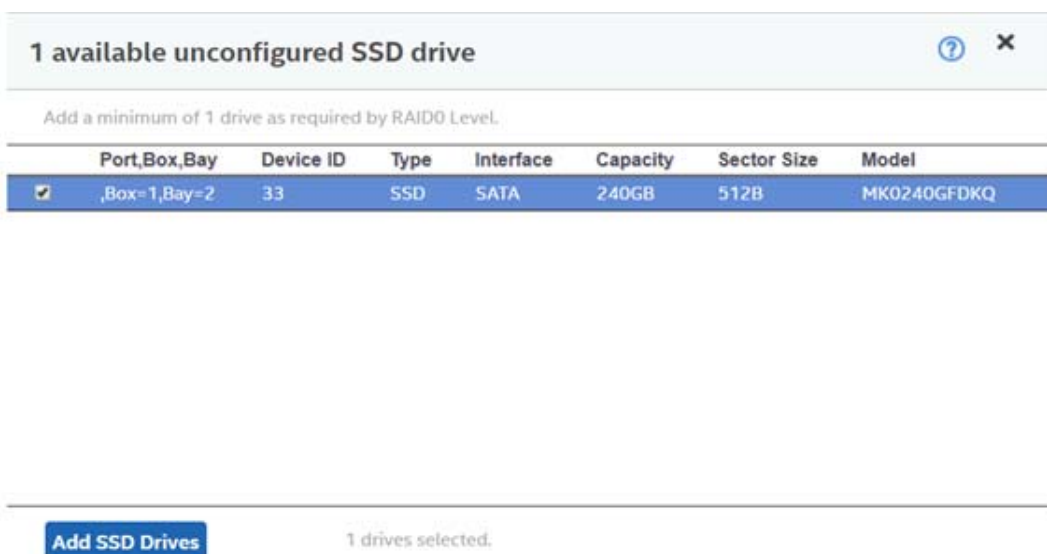 1 available unconfigured SSD drive
Add a minimum of 1 drive as required by RAID0 Level.
Port,Box,Bay Device ID Type Interface Capacity Sector Size Model
,Box=1,Bay=2 33 SSD SATA 240GB 512B MK0240GFDKQ
Add SSD Drives 1 drives selected.